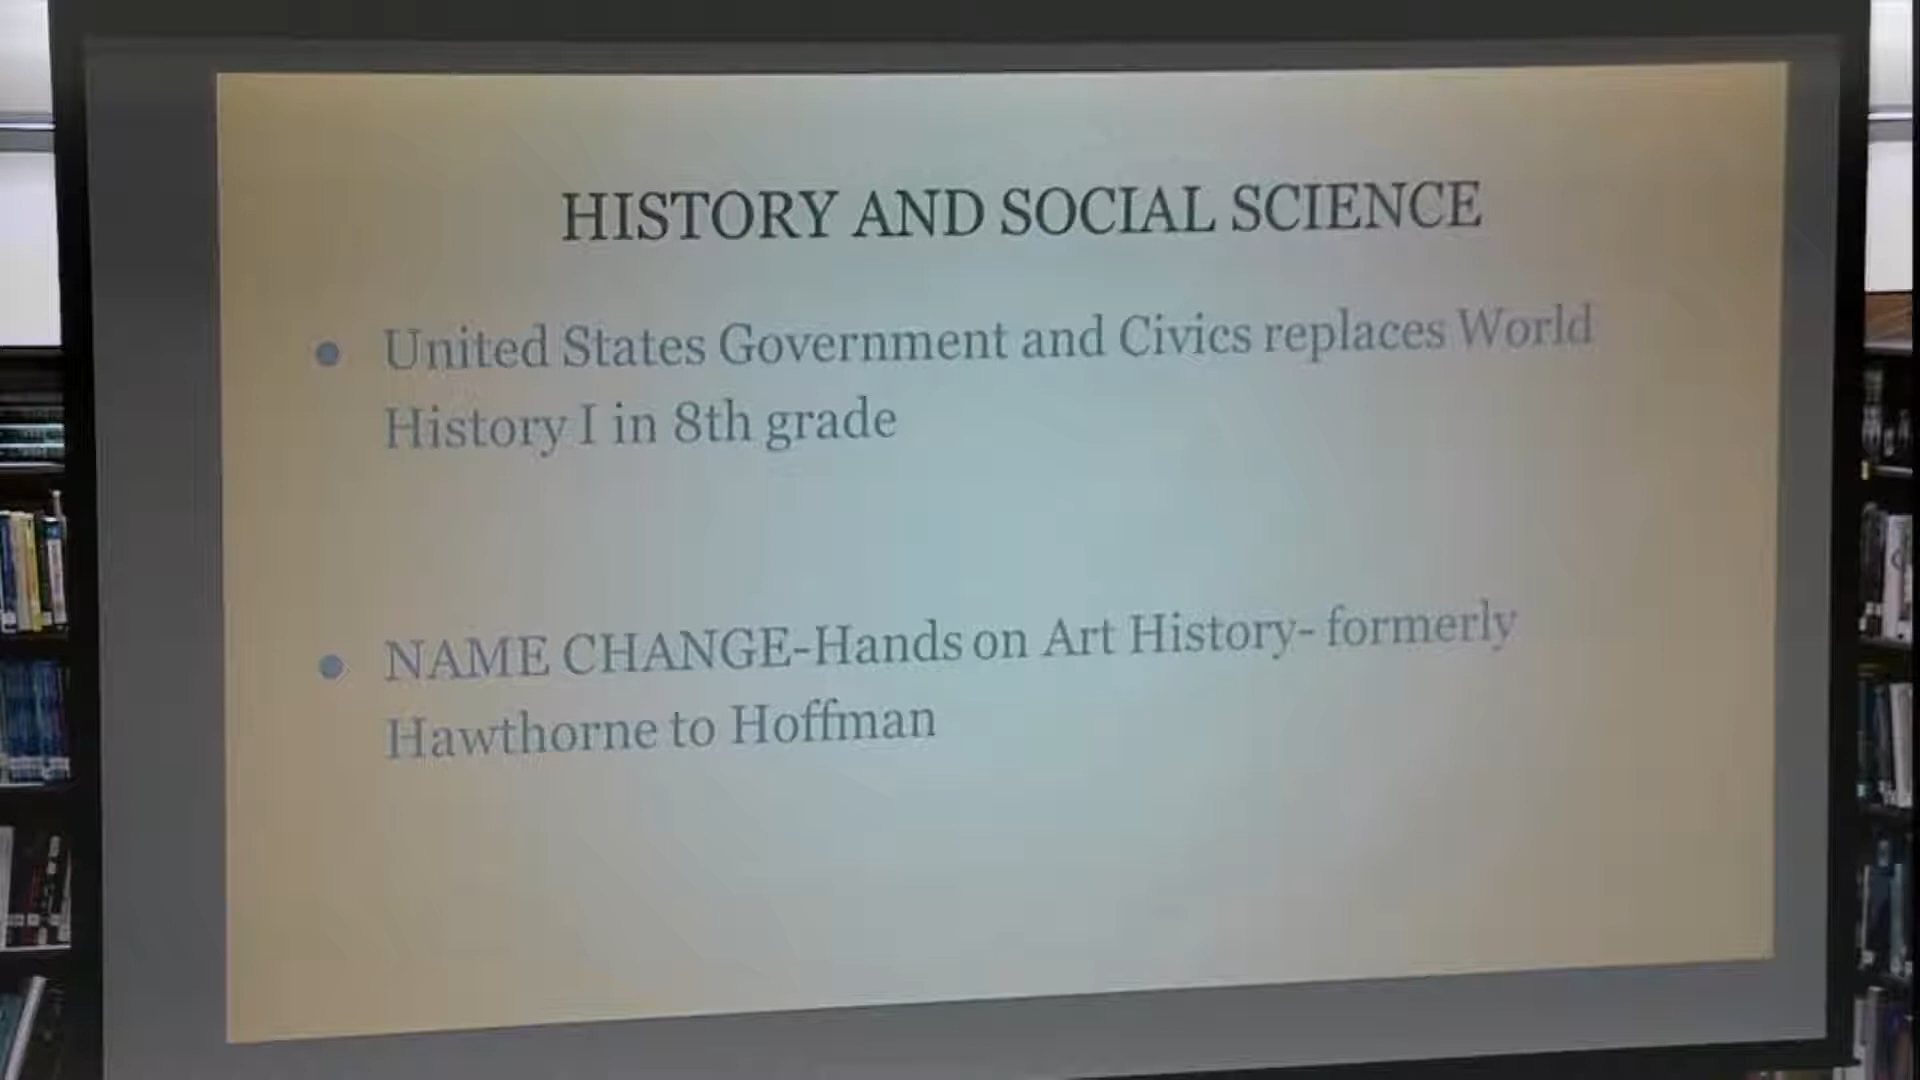 HISTORY AND SOCIAL SCIENCE
● United States Government and Civics replaces World
History I in 8th grade
● NAME CHANGE-Hands on Art History- formerly
Hawthorne to Hoffman